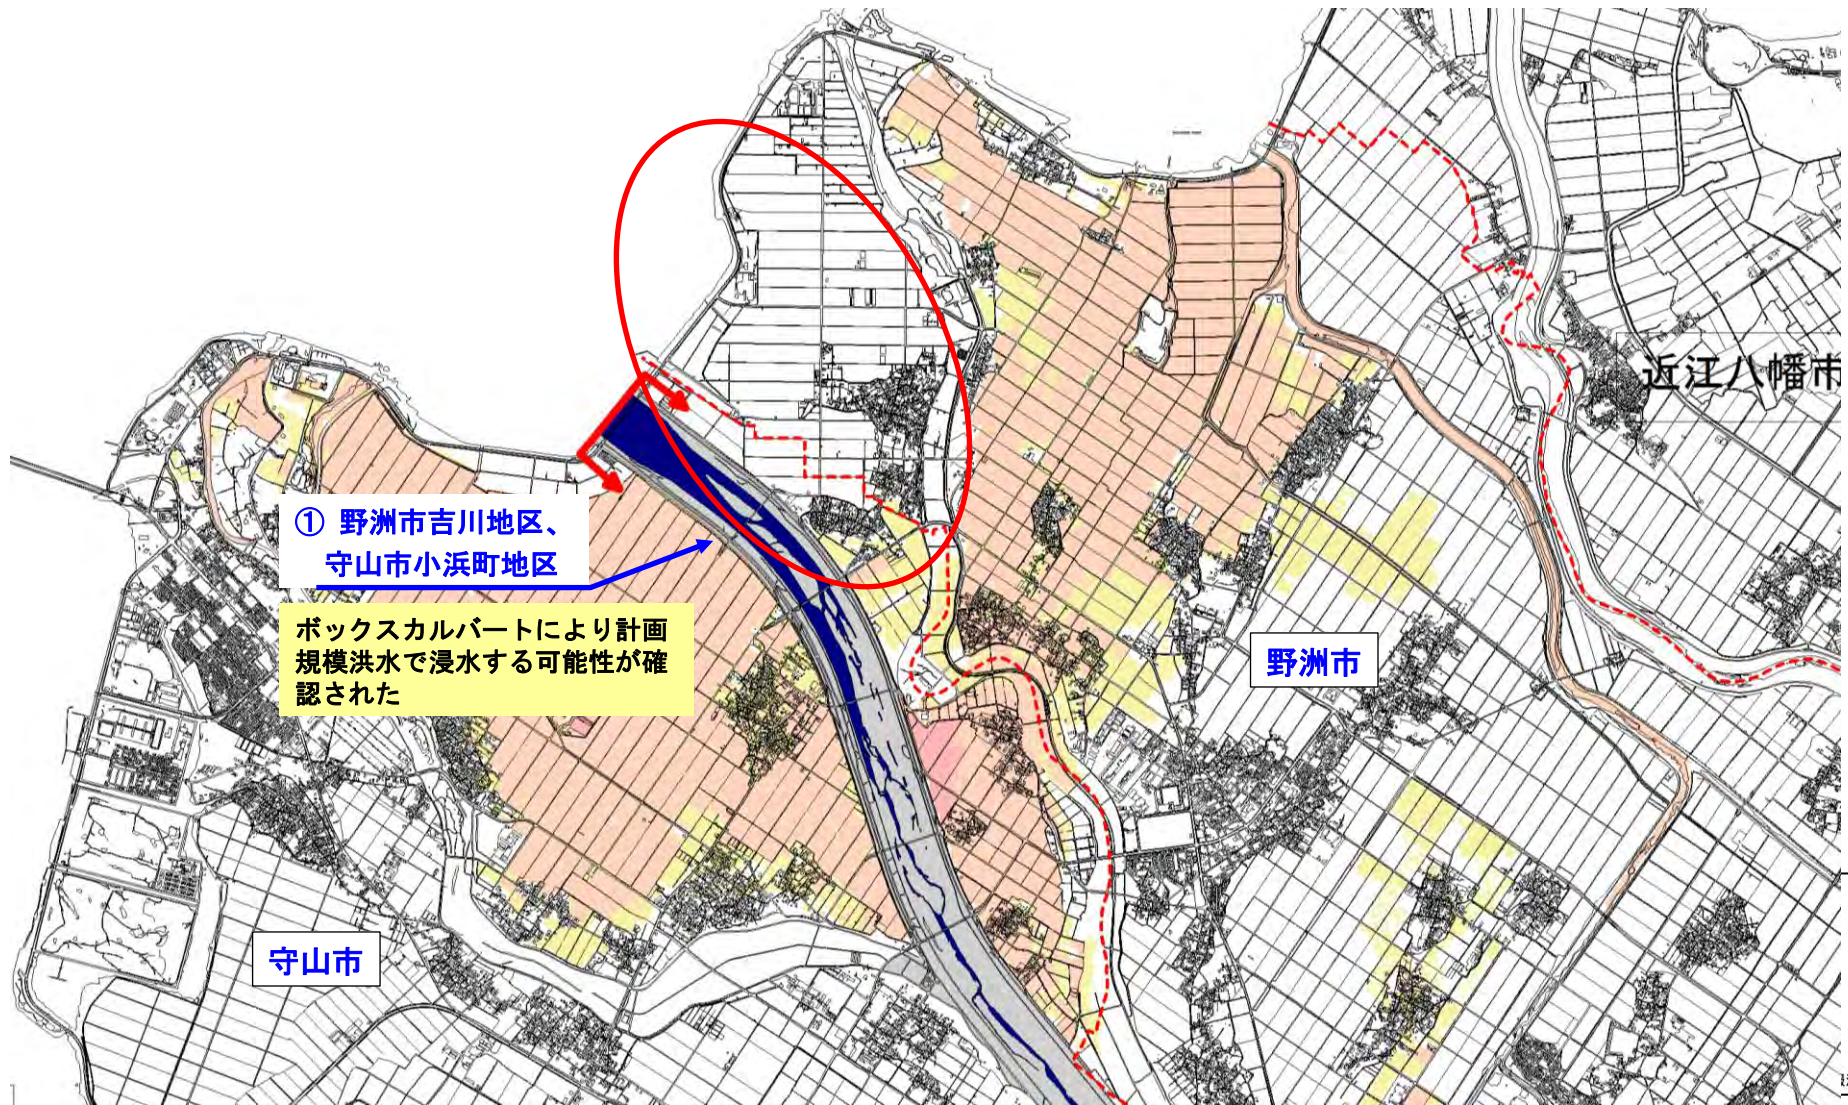 近江八幡市
① 野洲市吉川地区、
守山市小浜町地区
ボックスカルバートにより計画
規模洪水で浸水する可能性が確
認された
野洲市
守山市